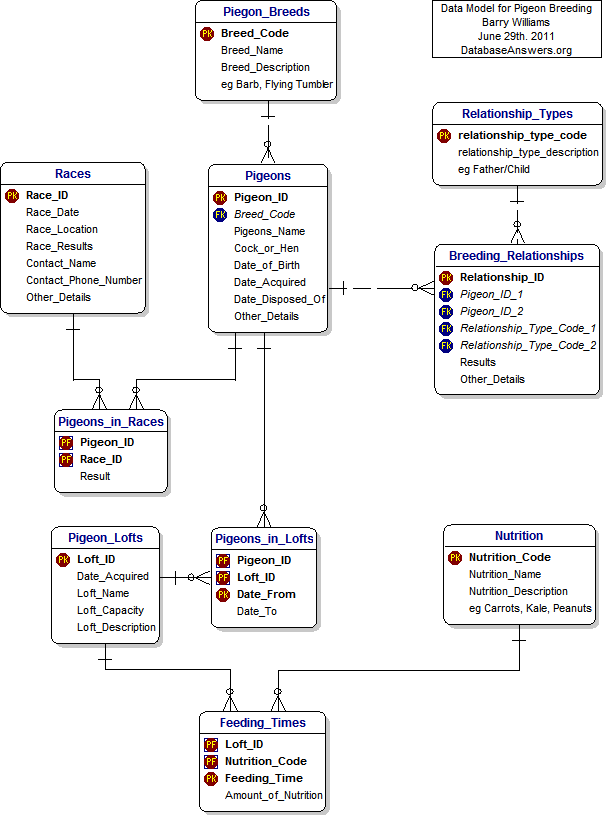 Data Model for Pigeon Breeding
Barry Williams
June 29th. 2011
DatabaseAnswers.org
Piegon_Breeds
PK Breed_Code
Breed_Name
Breed_Description
eg Barb, Flying Tumbler
Relationship_Types
PK relationship_type_code
relationship_type_description
eg Father/Child
Races
PK Race_ID
Race_Date
Race_Location
Race_Results
Contact_Name
Contact_Phone_Number
Other_Details
Pigeons
PK Pigeon_ID
FK Breed_Code
Pigeons_Name
Cock_or_Hen
Date_of_Birth
Date_Acquired
Date_Disposed_Of
Other_Details
Breeding_Relationships
PK Relationship_ID
FK Pigeon_ID_1
FK Pigeon_ID_2
FK Relationship_Type_Code_1
FK Relationship_Type_Code_2
Results
Other_Details
Pigeons_in_Races
PF Pigeon_ID
PF Race_ID
Result
Pigeon_Lofts
PK Loft_ID
Date_Acquired
Loft_Name
Loft_Capacity
Loft_Description
Pigeons_in_Lofts
PF Pigeon_ID
PF Loft_ID
PK Date_From
Date_To
Nutrition
PK Nutrition_Code
Nutrition_Name
Nutrition_Description
eg Carrots, Kale, Peanuts
Feeding_Times
PF Loft_ID
PF Nutrition_Code
PK Feeding_Time
Amount_of_Nutrition